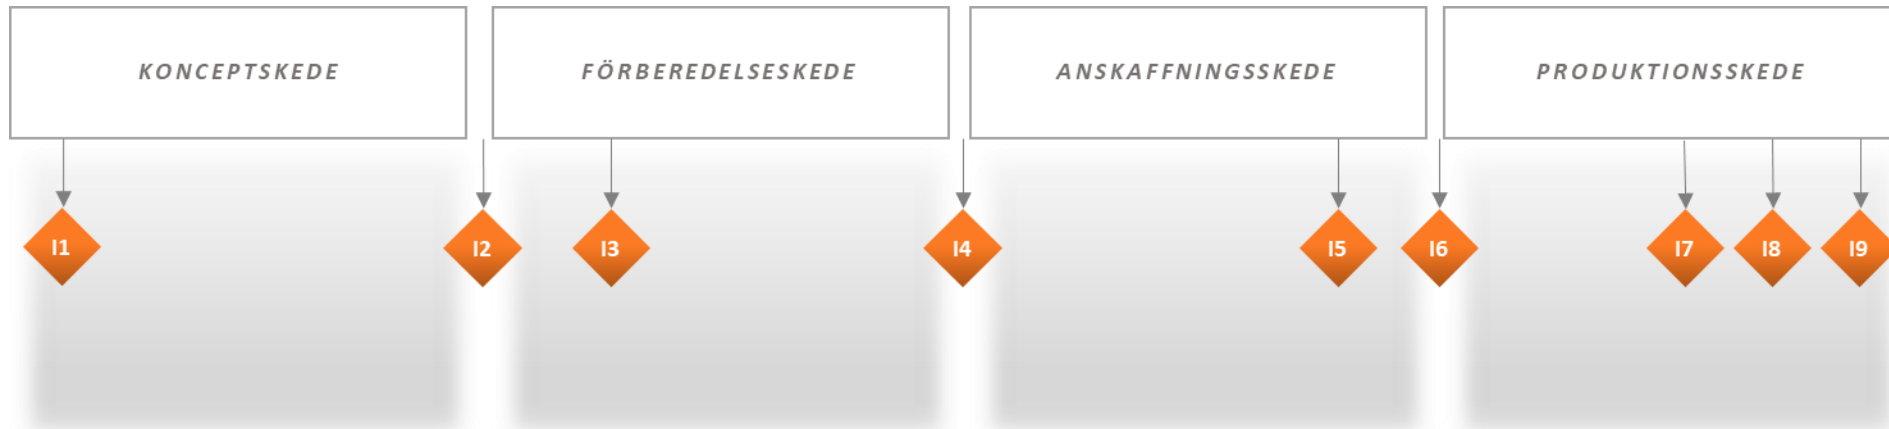 KONCEPTSKEDE
FÖRBEREDELSESKEDE
ANSKAFFNINGSSKEDE
PRODUKTIONSSKEDE
I1
I2
I3
I4
I5
I6
I7
I8
I9